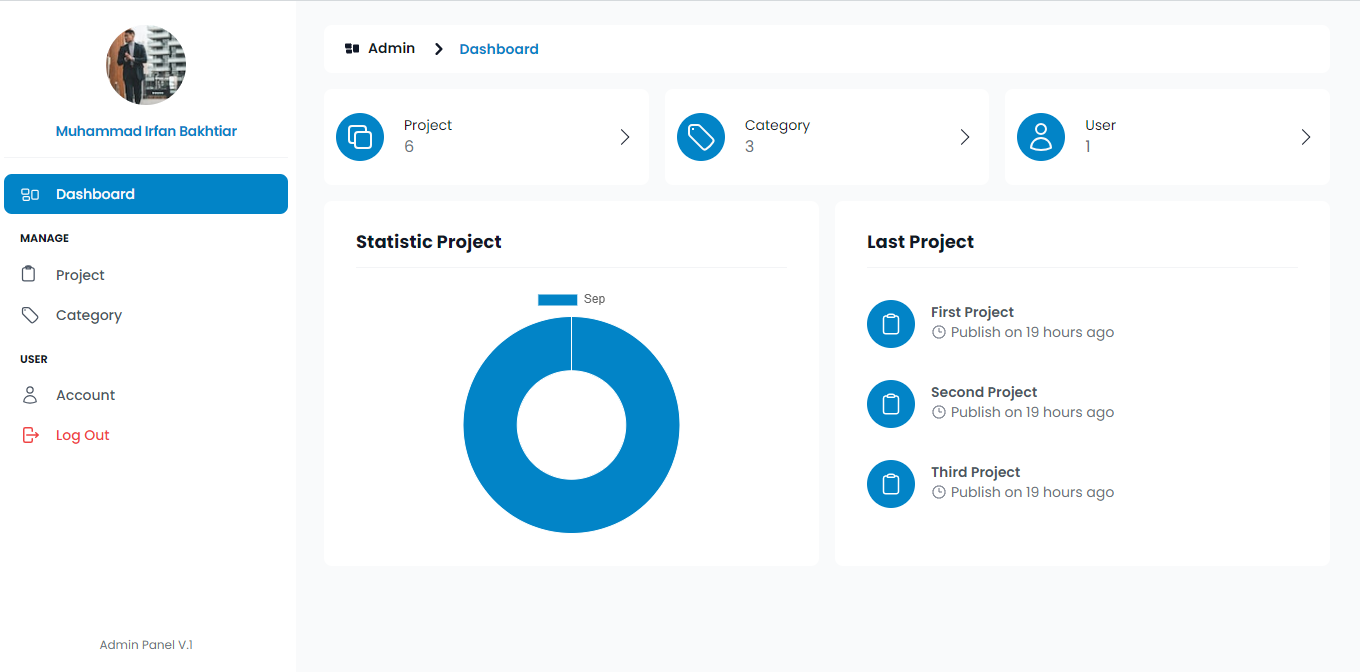 Muhammad Irfan Bakhtiar
Dashboard
MANAGE
Project
Category
USER
Account
Log Out
Admin Panel V.1
Admin Dashboard
Project
6
Category
3
User
1
Statistic Project
Sep
Last Project
First Project
Publish on 19 hours ago
Second Project
Publish on 19 hours ago
Third Project
Publish on 19 hours ago